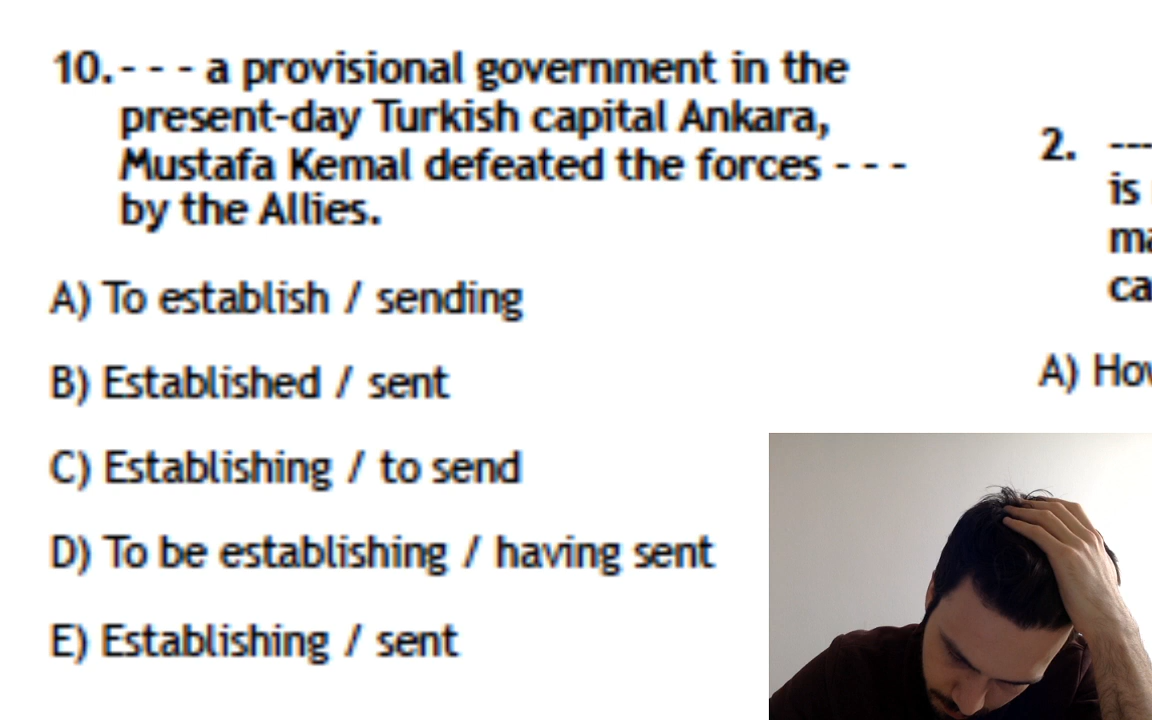 10. - - - a provisional government in the
present-day Turkish capital Ankara,
Mustafa Kemal defeated the forces - - -
by the Allies.
A) To establish / sending
B) Established / sent
C) Establishing / to send
D) To be establishing / having sent
E) Establishing / sent
2. ---
is
A)